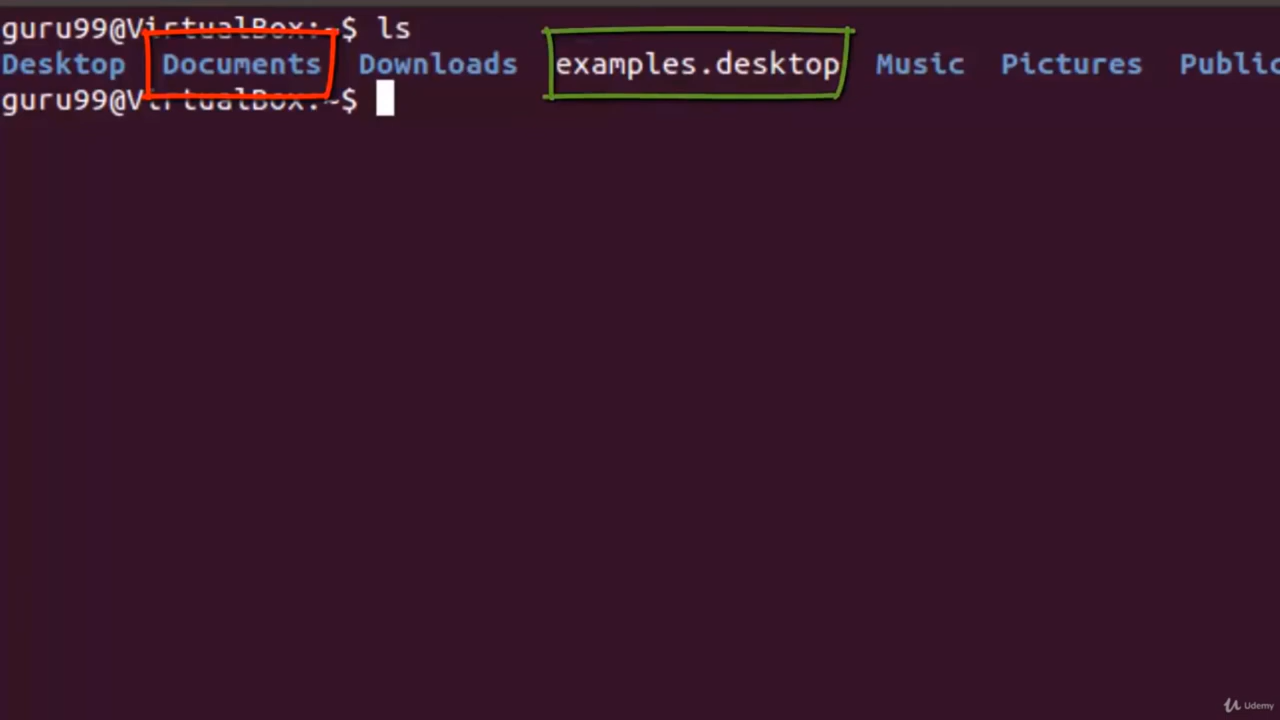 guru99@VirtualBox:~$ ls
Desktop Documents Downloads examples.desktop Music Pictures Public
guru99@VirtualBox:~$
Udemy